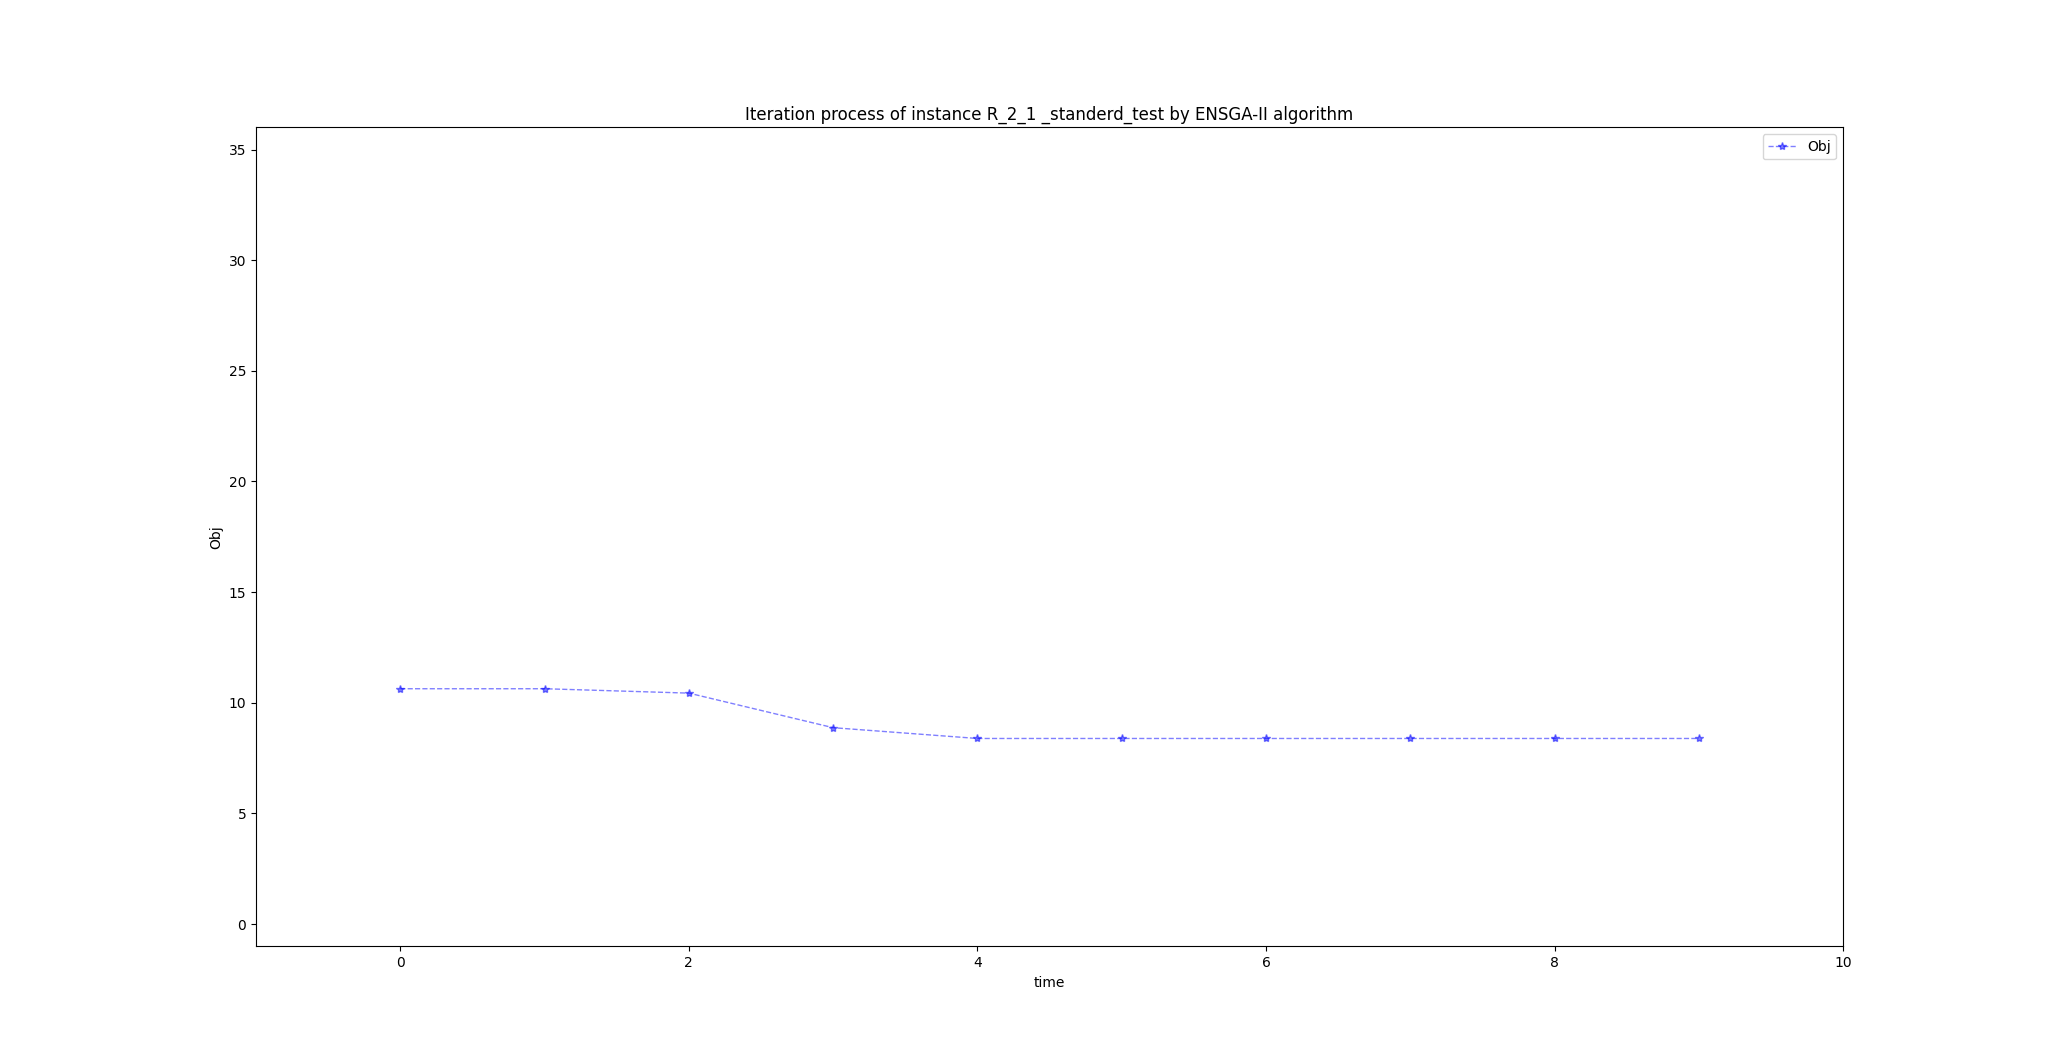 Iteration process of instance R_2_1 _standerd_test by ENSGA-II algorithm
Obj
35
30
25
20
15
10
5
0
Obj
0 2 4 6 8 10
time